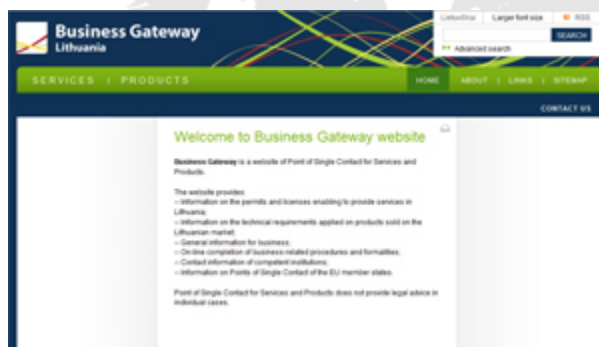 Business Gateway
Lithuania
Lietuviškai Larger font size RSS
SEARCH
Advanced search
SERVICES | PRODUCTS
HOME ABOUT | LINKS | SITEMAP
CONTACT US
Welcome to Business Gateway website
Business Gateway is a website of Point of Single Contact for Services and
Products.
The website provides:
– Information on the permits and licenses enabling to provide services in
Lithuania;
– Information on the technical requirements applied on products sold on the
Lithuanian market;
– General information for business;
– On-line completion of business-related procedures and formalities;
– Contact information of competent institutions;
– Information on Points of Single Contact of the EU member states.
Point of Single Contact for Services and Products does not provide legal advice in
individual cases.